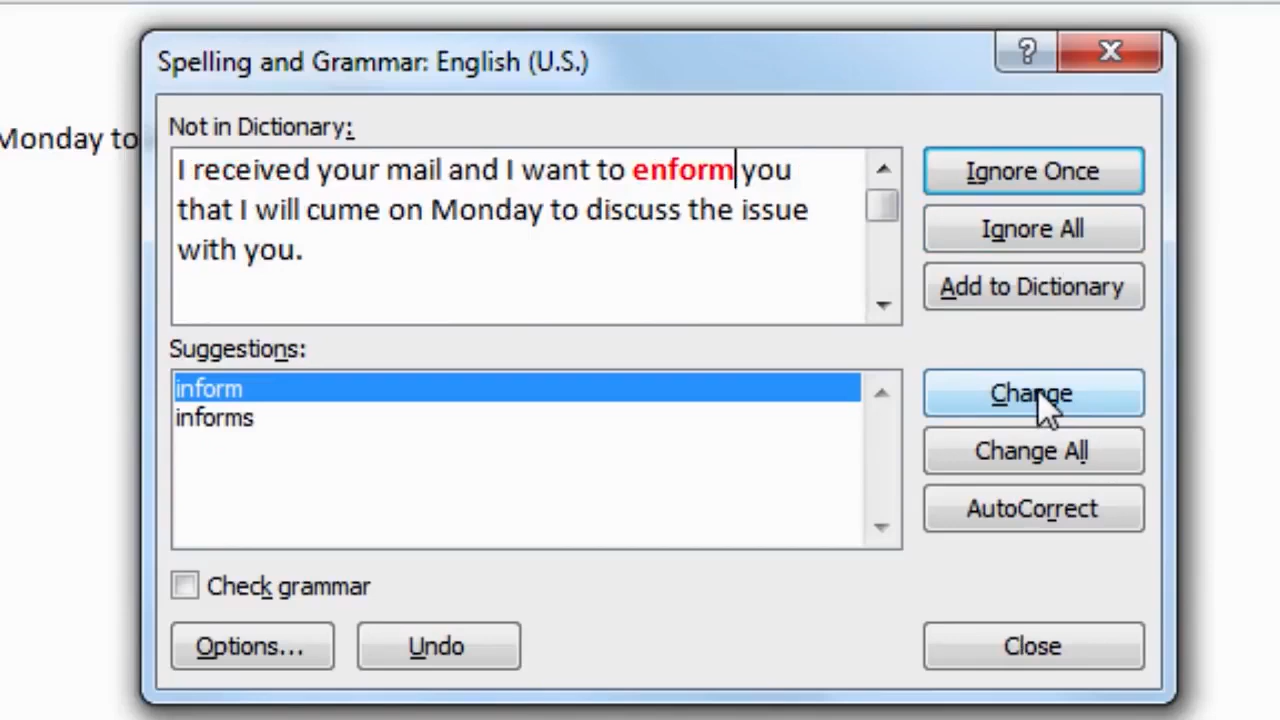 Spelling and Grammar: English (U.S.)
?
X
Not in Dictionary:
Monday to
I received your mail and I want to enform you
that I will cume on Monday to discuss the issue
with you.
Ignore Once
Ignore All
Add to Dictionary
Suggestions:
inform
informs
Change
Change All
AutoCorrect
Check grammar
Options...
Undo
Close